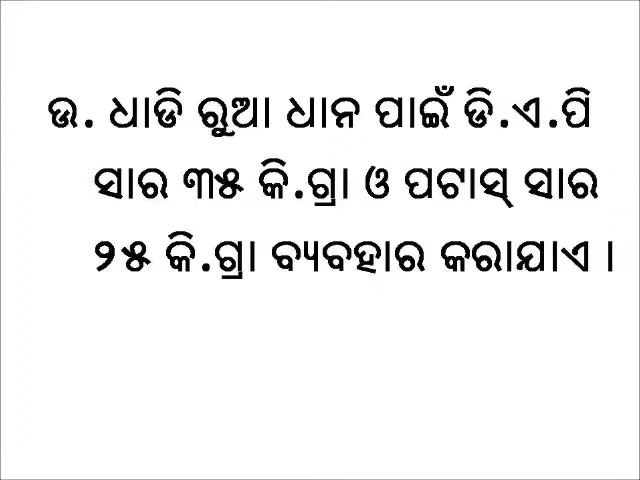 ଉ. ଧାଡି ରୁଆ ଧାନ ପାଇଁ ଡି.ଏ.ପି
ସାର ୩୫ କି.ଗ୍ରା ଓ ପଟାସ୍ ସାର
୨୫ କି.ଗ୍ରା ବ୍ୟବହାର କରାଯାଏ ।